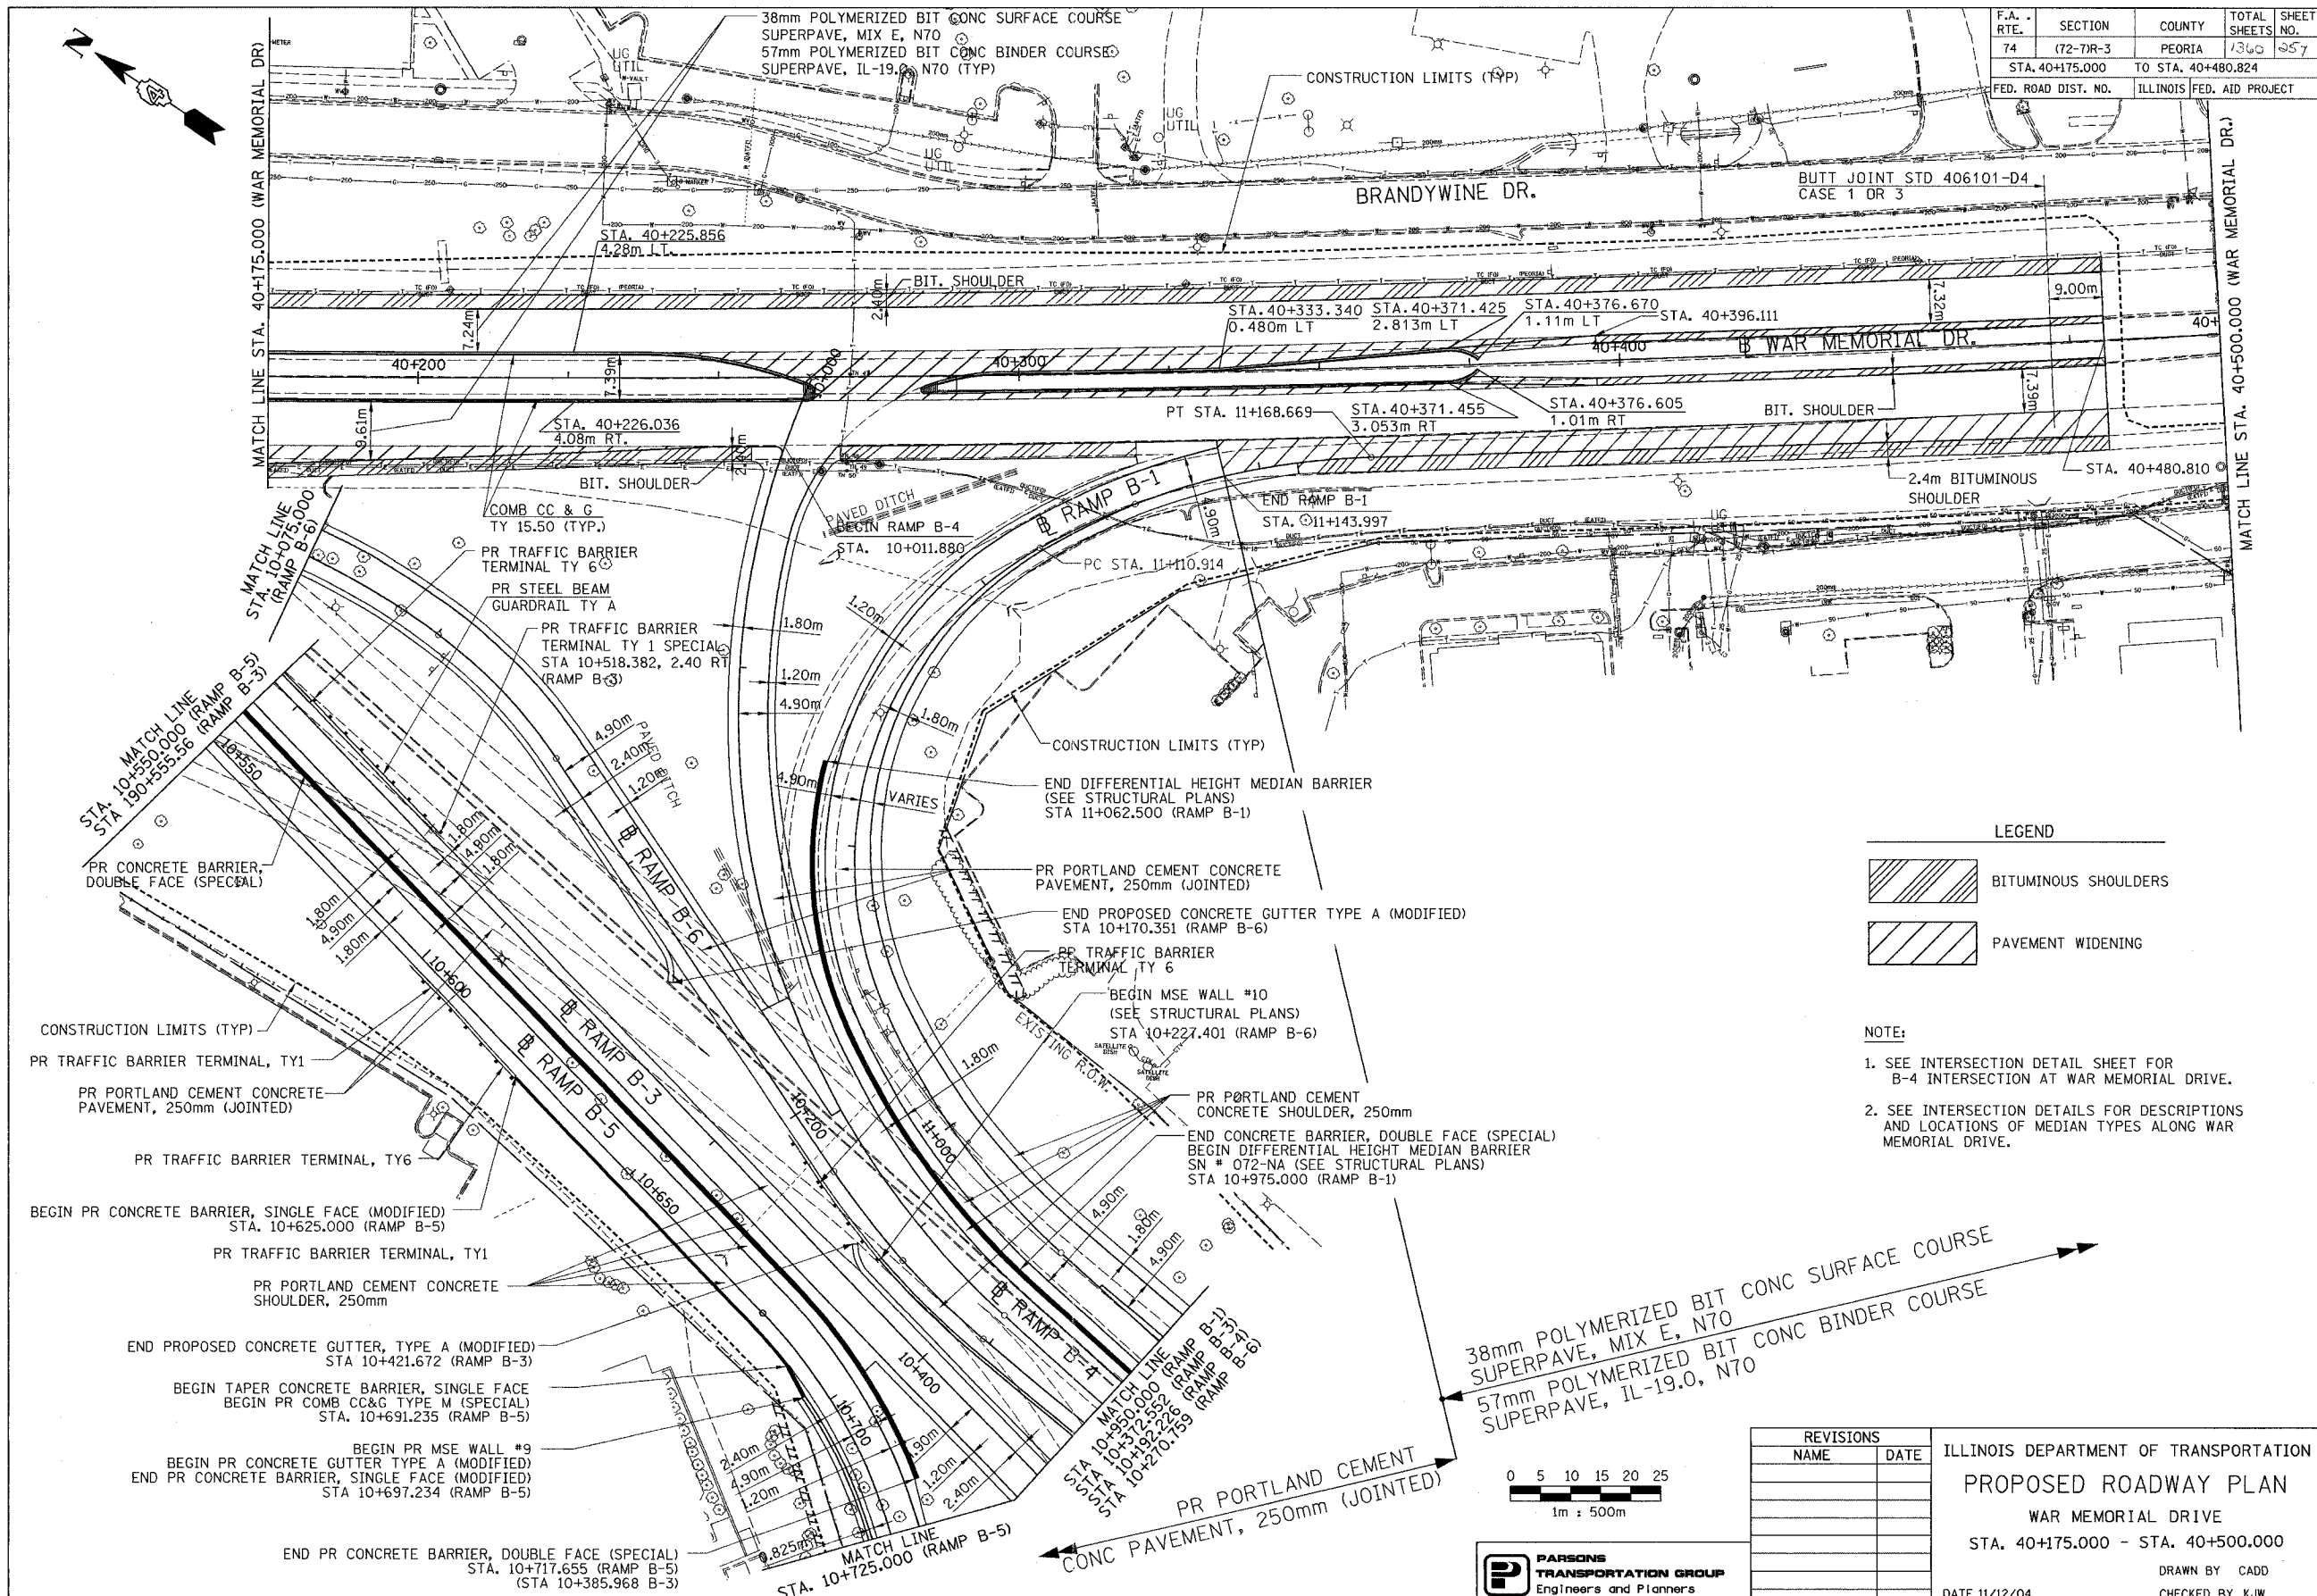 38mm POLYMERIZED BIT CONC SURFACE COURSE
SUPERPAVE, MIX E, N70
57mm POLYMERIZED BIT CONC BINDER COURSE
SUPERPAVE, IL-19.0, N70 (TYP)
F.A. RTE.
SECTION
COUNTY
TOTAL SHEETS
SHEET NO.
74
(72-7)R-3
PEORIA
1360
257
STA. 40+175.000 TO STA. 40+480.824
FED. ROAD DIST. NO.
ILLINOIS
FED. AID PROJECT
CONSTRUCTION LIMITS (TYP)
N
4
MATCH LINE STA. 40+175.000 (WAR MEMORIAL DR)
UG
UTIL
UG
UTIL
UG
UTIL
BRANDYWINE DR.
BUTT JOINT STD 406101-D4
CASE 1 OR 3
MATCH LINE STA. 40+500.000 (WAR MEMORIAL DR.)
STA. 40+225.856
4.28m LT.
BIT. SHOULDER
2.40m
7.24m
STA. 40+333.340
0.480m LT
STA. 40+371.425
2.813m LT
STA. 40+376.670
1.11m LT
STA. 40+396.111
7.32m
9.00m
40+200
7.39m
10+000
40+300
40+400
B WAR MEMORIAL DR.
40+
9.61m
STA. 40+226.036
4.08m RT.
2.40m
PT STA. 11+168.669
STA. 40+371.455
3.053m RT
STA. 40+376.605
1.01m RT
BIT. SHOULDER
7.39m
STA. 40+480.810
2.4m BITUMINOUS
SHOULDER
BIT. SHOULDER
COMB CC & G
TY 15.50 (TYP.)
MATCH LINE
STA. 10+075.000
(RAMP B-6)
PAVED DITCH
BEGIN RAMP B-4
STA. 10+011.880
B RAMP B-1
4.90m
END RAMP B-1
STA. 11+143.997
PC STA. 11+110.914
UG
PR TRAFFIC BARRIER
TERMINAL TY 6
PR STEEL BEAM
GUARDRAIL TY A
PR TRAFFIC BARRIER
TERMINAL TY 1 SPECIAL
STA 10+518.382, 2.40 RT
(RAMP B-3)
1.80m
1.20m
1.20m
4.90m
1.80m
MATCH LINE
STA. 10+550.000 (RAMP B-5)
STA 190+555.56 (RAMP B-3)
10+550
4.90m
2.40m
1.20m
PAVED DITCH
B RAMP B-6
4.90m
VARIES
CONSTRUCTION LIMITS (TYP)
END DIFFERENTIAL HEIGHT MEDIAN BARRIER
(SEE STRUCTURAL PLANS)
STA 11+062.500 (RAMP B-1)
PR CONCRETE BARRIER,
DOUBLE FACE (SPECIAL)
1.80m
4.90m
1.80m
1.80m
4.90m
1.80m
PR PORTLAND CEMENT CONCRETE
PAVEMENT, 250mm (JOINTED)
END PROPOSED CONCRETE GUTTER TYPE A (MODIFIED)
STA 10+170.351 (RAMP B-6)
PR TRAFFIC BARRIER
TERMINAL TY 6
BEGIN MSE WALL #10
(SEE STRUCTURAL PLANS)
STA 10+227.401 (RAMP B-6)
SATELLITE DISH
SATELLITE DISH
EXISTING R.O.W.
LEGEND
BITUMINOUS SHOULDERS
PAVEMENT WIDENING
NOTE:
1. SEE INTERSECTION DETAIL SHEET FOR
B-4 INTERSECTION AT WAR MEMORIAL DRIVE.
2. SEE INTERSECTION DETAILS FOR DESCRIPTIONS
AND LOCATIONS OF MEDIAN TYPES ALONG WAR
MEMORIAL DRIVE.
10+600
B RAMP B-3
B RAMP B-5
10+200
1.80m
11+000
CONSTRUCTION LIMITS (TYP)
PR TRAFFIC BARRIER TERMINAL, TY1
PR PORTLAND CEMENT CONCRETE
PAVEMENT, 250mm (JOINTED)
PR TRAFFIC BARRIER TERMINAL, TY6
BEGIN PR CONCRETE BARRIER, SINGLE FACE (MODIFIED)
STA. 10+625.000 (RAMP B-5)
PR TRAFFIC BARRIER TERMINAL, TY1
PR PORTLAND CEMENT CONCRETE
SHOULDER, 250mm
END PROPOSED CONCRETE GUTTER, TYPE A (MODIFIED)
STA 10+421.672 (RAMP B-3)
BEGIN TAPER CONCRETE BARRIER, SINGLE FACE
BEGIN PR COMB CC&G TYPE M (SPECIAL)
STA. 10+691.235 (RAMP B-5)
BEGIN PR MSE WALL #9
BEGIN PR CONCRETE GUTTER TYPE A (MODIFIED)
END PR CONCRETE BARRIER, SINGLE FACE (MODIFIED)
STA 10+697.234 (RAMP B-5)
END PR CONCRETE BARRIER, DOUBLE FACE (SPECIAL)
STA. 10+717.655 (RAMP B-5)
(STA 10+385.968 B-3)
PR PORTLAND CEMENT
CONCRETE SHOULDER, 250mm
END CONCRETE BARRIER, DOUBLE FACE (SPECIAL)
BEGIN DIFFERENTIAL HEIGHT MEDIAN BARRIER
SN # 072-NA (SEE STRUCTURAL PLANS)
STA 10+975.000 (RAMP B-1)
10+650
4.90m
1.80m
4.90m
B RAMP B-4
10+400
10+700
2.40m
4.90m
1.20m
4.90m
1.20m
2.40m
0.825m
MATCH LINE
STA. 10+725.000 (RAMP B-5)
MATCH LINE
STA 10+950.000 (RAMP B-1)
STA 10+372.552 (RAMP B-3)
STA 10+192.226 (RAMP B-4)
STA 10+270.759 (RAMP B-6)
PR PORTLAND CEMENT
CONC PAVEMENT, 250mm (JOINTED)
38mm POLYMERIZED BIT CONC SURFACE COURSE
SUPERPAVE, MIX E, N70
57mm POLYMERIZED BIT CONC BINDER COURSE
SUPERPAVE, IL-19.0, N70
0 5 10 15 20 25
1m : 500m
PARSONS
TRANSPORTATION GROUP
Engineers and Planners
REVISIONS
NAME
DATE
ILLINOIS DEPARTMENT OF TRANSPORTATION
PROPOSED ROADWAY PLAN
WAR MEMORIAL DRIVE
STA. 40+175.000 - STA. 40+500.000
DRAWN BY CADD
DATE 11/12/04
CHECKED BY KJW